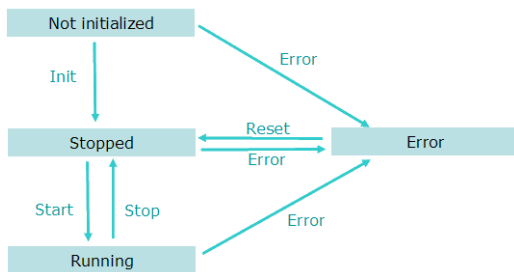 Not initialized
Error
Init
Reset
Stopped
Error
Error
Start
Stop
Error
Running